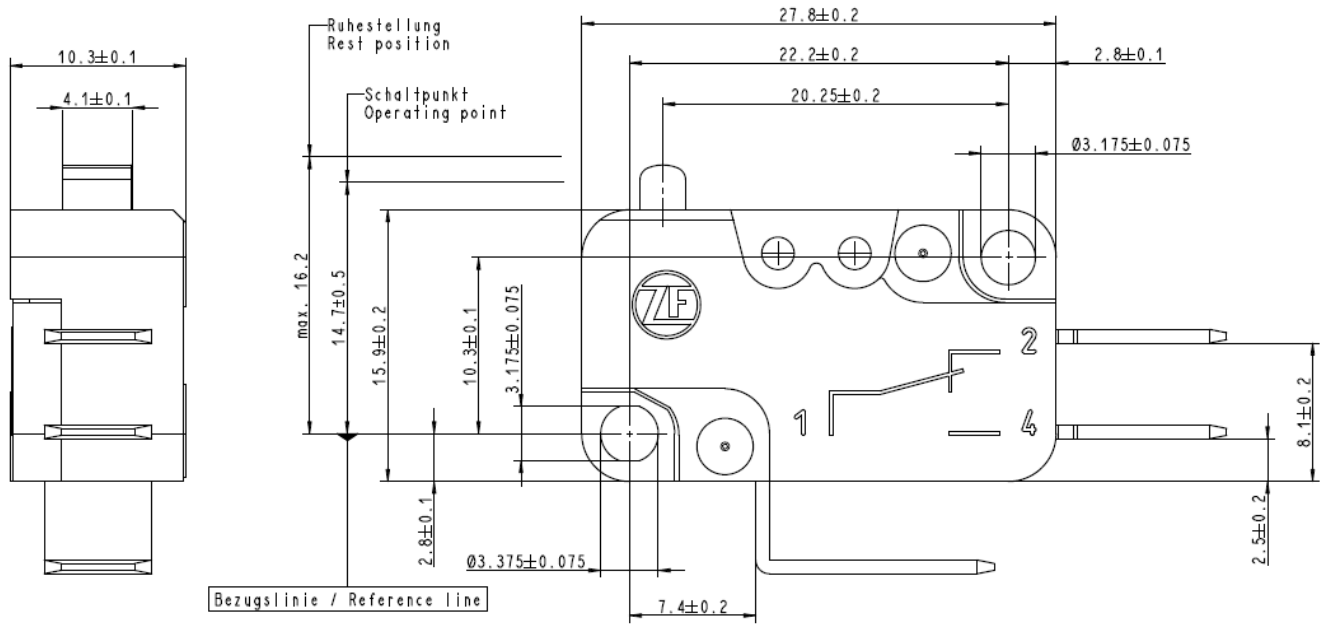 Ruhestellung
Rest position
27.8±0.2
10.3±0.1
22.2±0.2
2.8±0.1
4.1±0.1
Schaltpunkt
Operating point
20.25±0.2
Ø3.175±0.075
max. 16.2
14.7±0.5
15.9±0.2
10.3±0.1
3.175±0.075
ZF
2
1
4
8.1±0.2
2.5±0.2
2.8±0.1
Ø3.375±0.075
7.4±0.2
Bezugslinie / Reference line